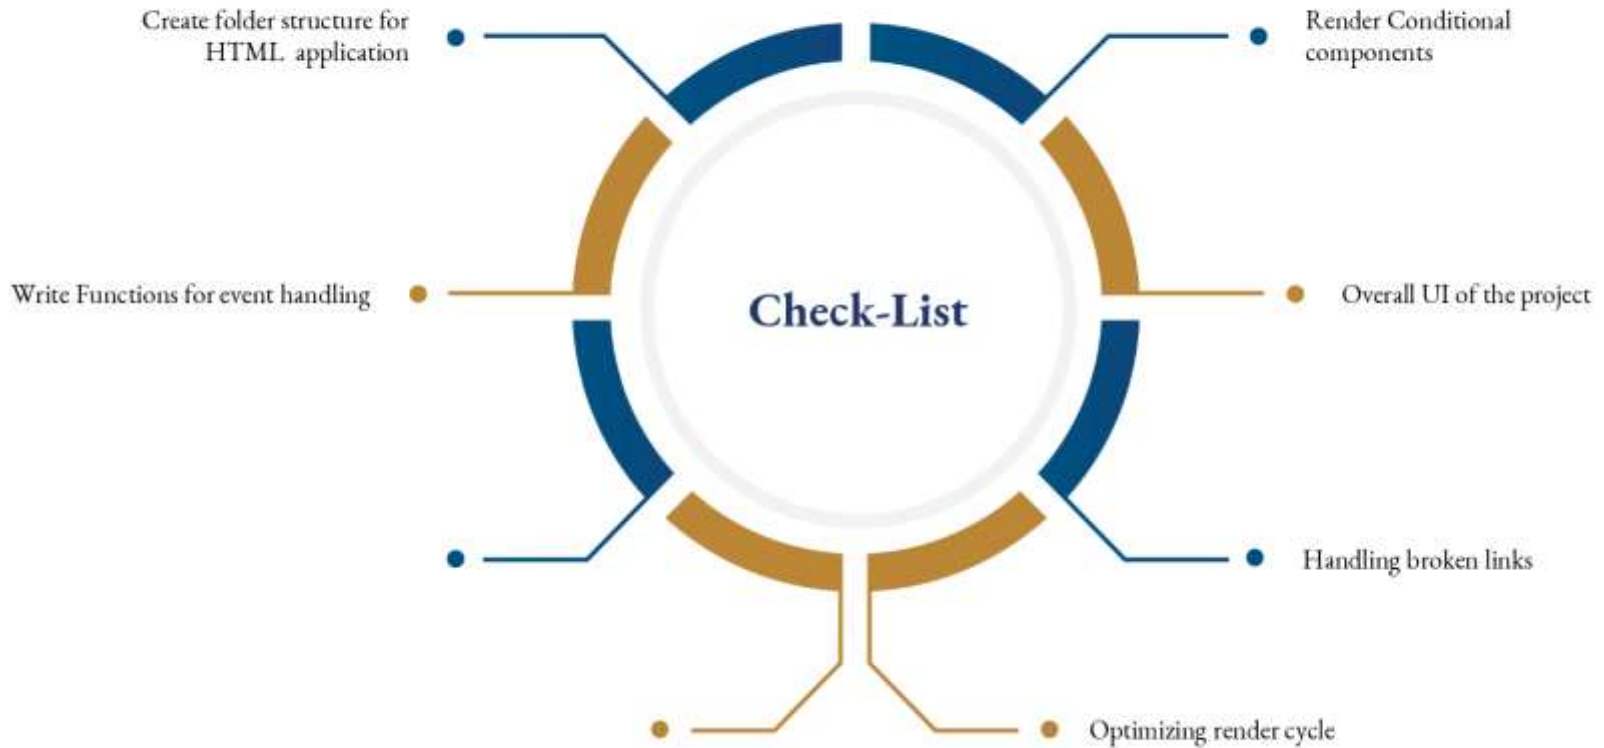 Create folder structure for
HTML application
Render Conditional
components
Write Functions for event handling
Check-List
Overall UI of the project
Handling broken links
Optimizing render cycle